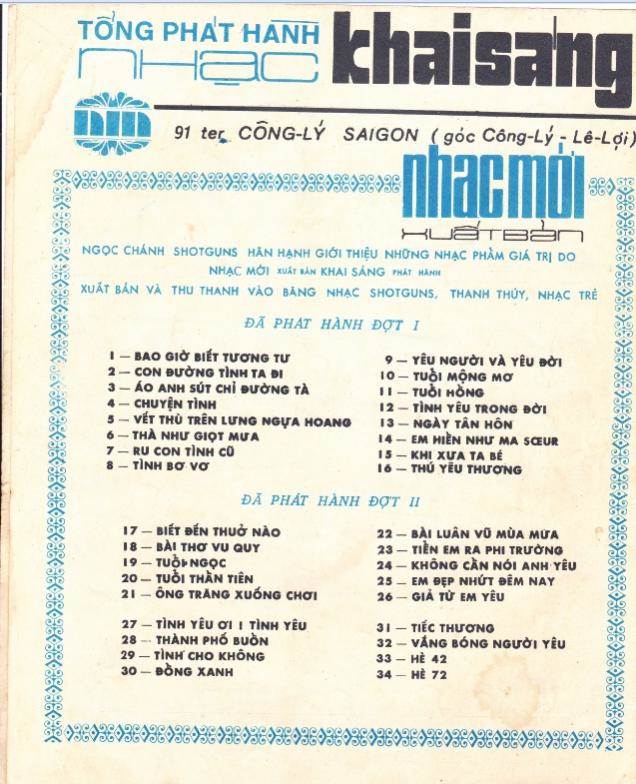 TỔNG PHÁT HÀNH
nhạc khai sáng
nm
91 ter, CÔNG-LÝ SAIGON (góc Công-Lý - Lê-Lợi)
nhạc mới
XUẤT BẢN
NGỌC CHÁNH SHOTGUNS HÂN HẠNH GIỚI THIỆU NHỮNG NHẠC PHẨM GIÁ TRỊ DO
NHẠC MỚI XUẤT BẢN KHAI SÁNG PHÁT HÀNH
XUẤT BẢN VÀ THU THANH VÀO BĂNG NHẠC SHOTGUNS, THANH THÚY, NHẠC TRẺ
ĐÃ PHÁT HÀNH ĐỢT I
1 — BAO GIỜ BIẾT TƯƠNG TƯ
2 — CON ĐƯỜNG TÌNH TA ĐI
3 — ÁO ANH SÚT CHỈ ĐƯỜNG TÀ
4 — CHUYỆN TÌNH
5 — VẾT THÙ TRÊN LƯNG NGỰA HOANG
6 — THÀ NHƯ GIỌT MƯA
7 — RU CON TÌNH CŨ
8 — TÌNH BƠ VƠ
9 — YÊU NGƯỜI VÀ YÊU ĐỜI
10 — TUỔI MỘNG MƠ
11 — TUỔI HỒNG
12 — TÌNH YÊU TRONG ĐỜI
13 — NGÀY TÂN HÔN
14 — EM HIỀN NHƯ MA SŒUR
15 — KHI XƯA TA BÉ
16 — THÚ YÊU THƯƠNG
ĐÃ PHÁT HÀNH ĐỢT II
17 — BIẾT ĐẾN THUỞ NÀO
18 — BÀI THƠ VU QUY
19 — TUỔI NGỌC
20 — TUỔI THẦN TIÊN
21 — ÔNG TRĂNG XUỐNG CHƠI
22 — BÀI LUÂN VŨ MÙA MƯA
23 — TIỄN EM RA PHI TRƯỜNG
24 — KHÔNG CẦN NÓI ANH YÊU
25 — EM ĐẸP NHỨT ĐÊM NAY
26 — GIÃ TỪ EM YÊU
27 — TÌNH YÊU ƠI ! TÌNH YÊU
28 — THÀNH PHỐ BUỒN
29 — TÌNH CHO KHÔNG
30 — ĐỒNG XANH
31 — TIẾC THƯƠNG
32 — VẮNG BÓNG NGƯỜI YÊU
33 — HÈ 42
34 — HÈ 72